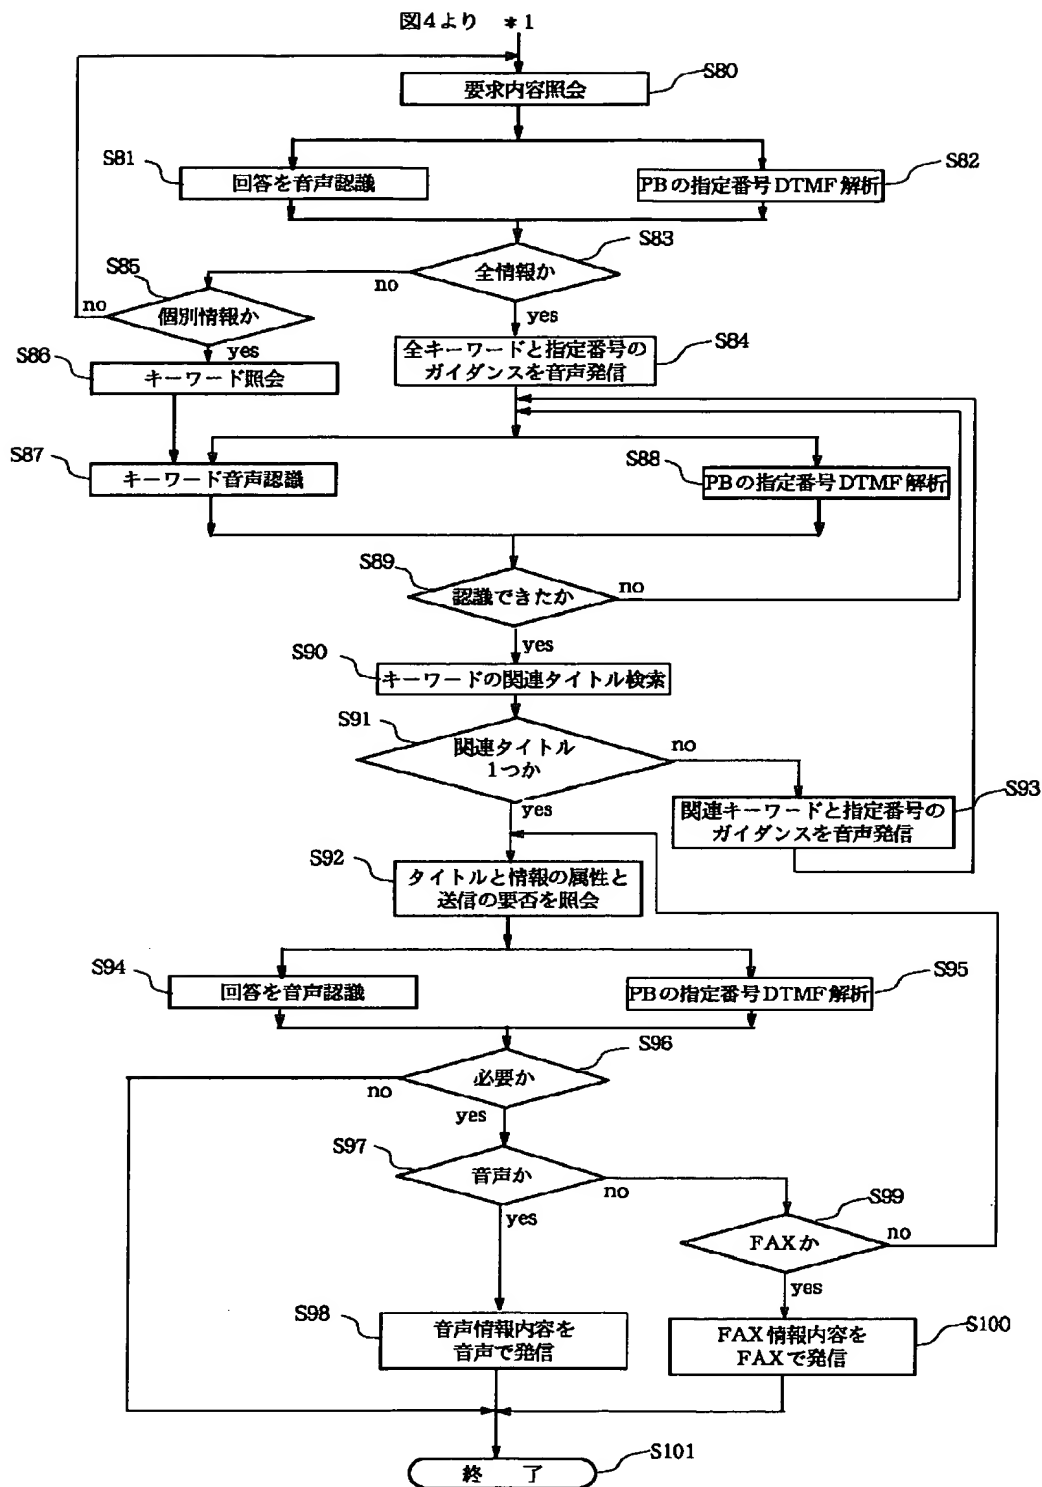 図4より ＊1
S80
要求内容照会
S81
回答を音声認識
S82
PBの指定番号DTMF解析
S83
全情報か
no
yes
S85
個別情報か
no
yes
S84
全キーワードと指定番号の
ガイダンスを音声発信
S86
キーワード照会
S87
キーワード音声認識
S88
PBの指定番号DTMF解析
S89
認識できたか
no
yes
S90
キーワードの関連タイトル検索
S91
関連タイトル
1つか
no
yes
S93
関連キーワードと指定番号の
ガイダンスを音声発信
S92
タイトルと情報の属性と
送信の要否を照会
S94
回答を音声認識
S95
PBの指定番号DTMF解析
S96
必要か
no
yes
S97
音声か
no
yes
S99
FAXか
no
yes
S98
音声情報内容を
音声で発信
S100
FAX情報内容を
FAXで発信
S101
終 了